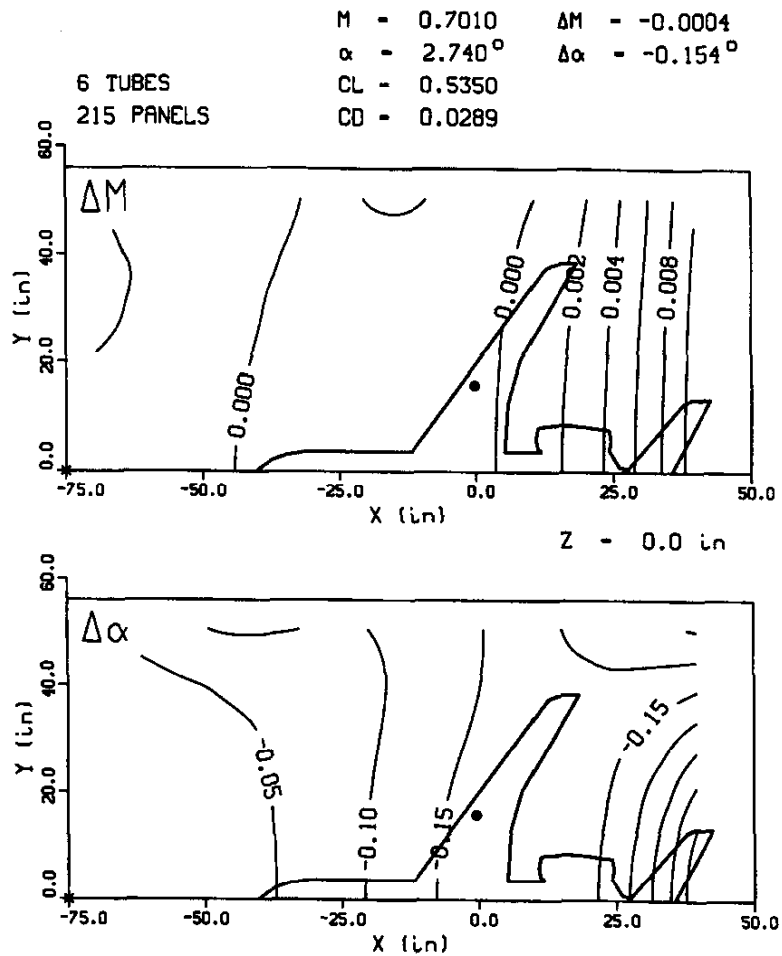 M = 0.7010 ΔM = -0.0004
α = 2.740° Δα = -0.154°
6 TUBES CL = 0.5350
215 PANELS CD = 0.0289
60.0
ΔM
40.0
Y (in)
20.0
0.0
0.000
0.000
0.002
0.004
0.008
-75.0 -50.0 -25.0 0.0 25.0 50.0
X (in)
Z = 0.0 in
60.0
Δα
40.0
Y (in)
20.0
0.0
-0.05
-0.10
-0.15
-0.15
-75.0 -50.0 -25.0 0.0 25.0 50.0
X (in)